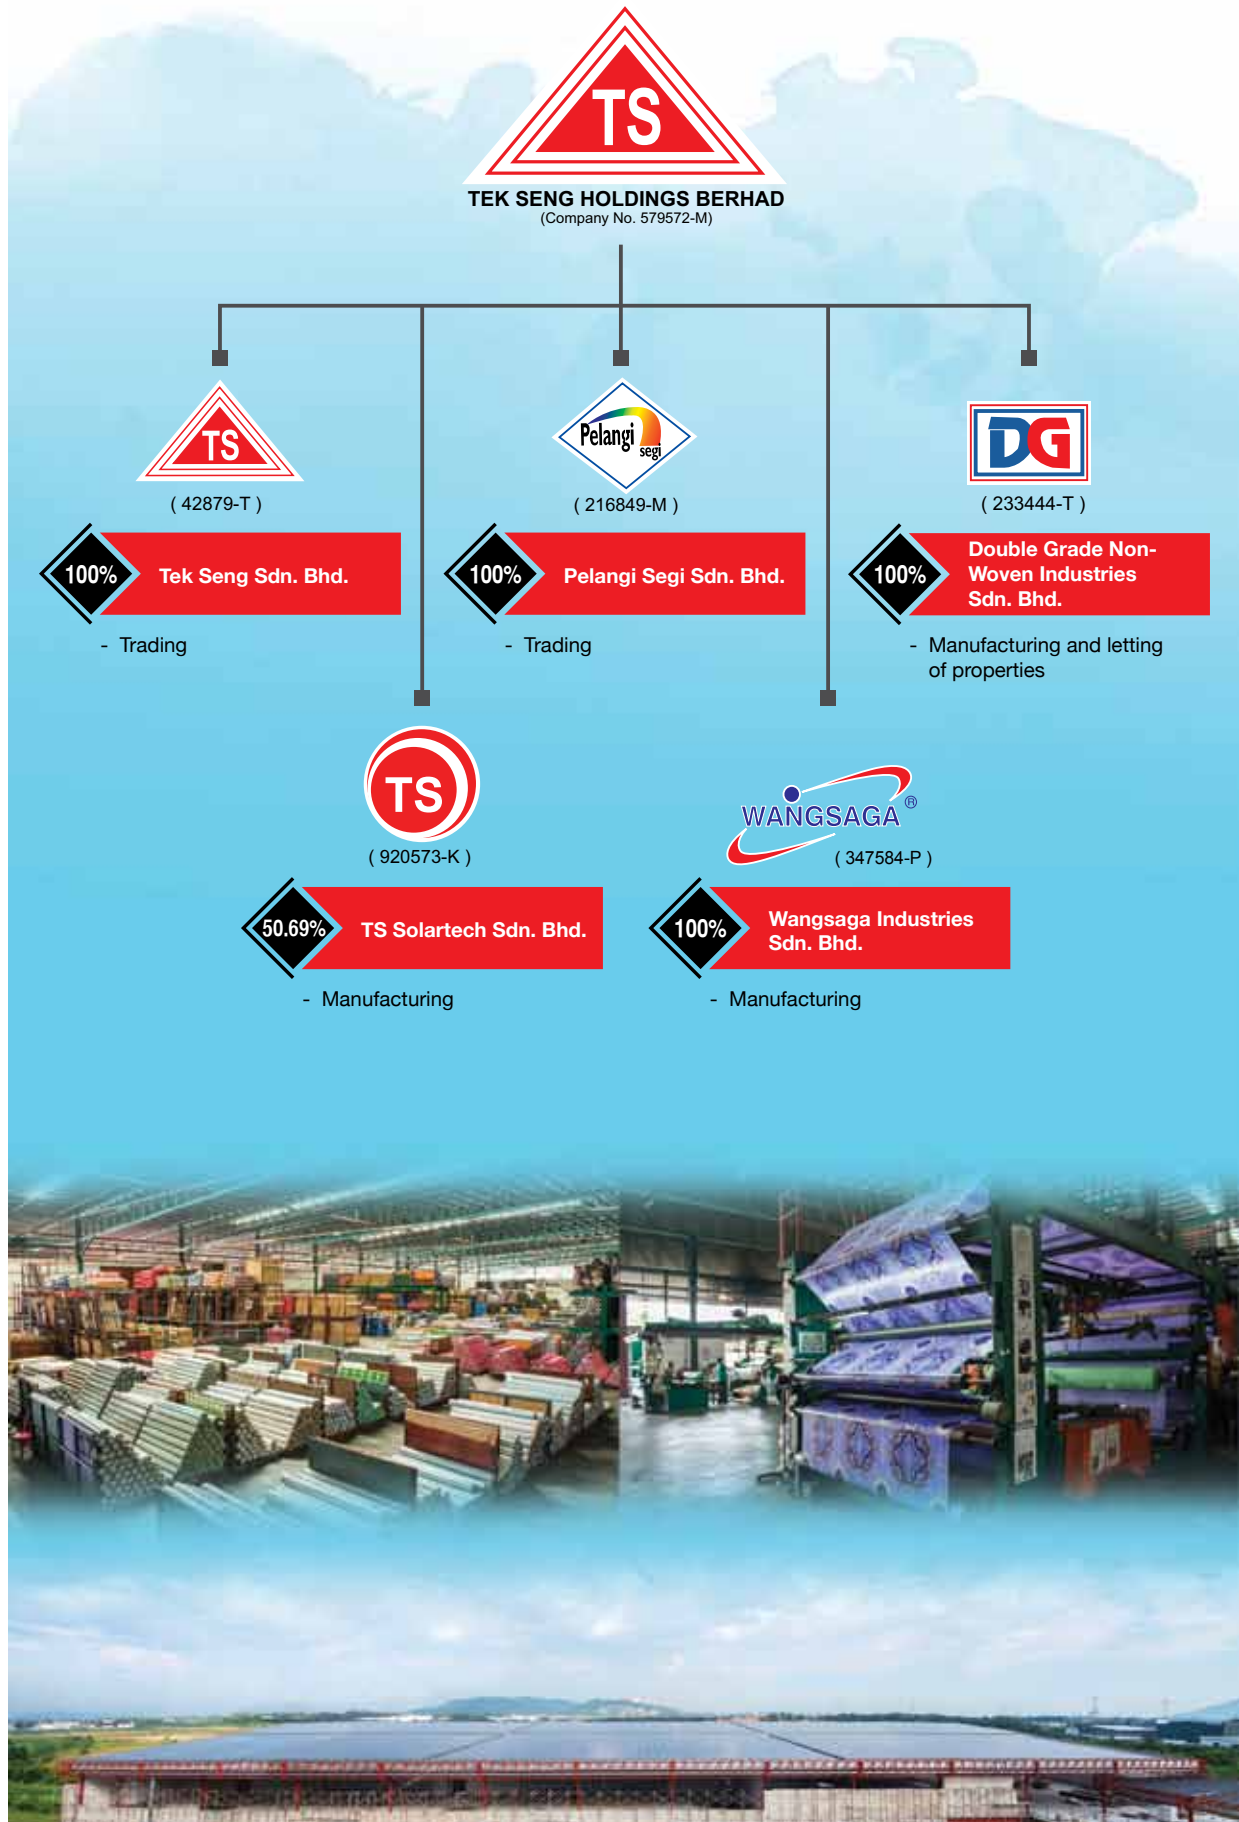 TS
TEK SENG HOLDINGS BERHAD
(Company No. 579572-M)
TS
( 42879-T )
100%
Tek Seng Sdn. Bhd.
- Trading
Pelangi
segi
( 216849-M )
100%
Pelangi Segi Sdn. Bhd.
- Trading
DG
( 233444-T )
100%
Double Grade Non-
Woven Industries
Sdn. Bhd.
- Manufacturing and letting
of properties
TS
( 920573-K )
50.69%
TS Solartech Sdn. Bhd.
- Manufacturing
WANGSAGA ®
( 347584-P )
100%
Wangsaga Industries
Sdn. Bhd.
- Manufacturing